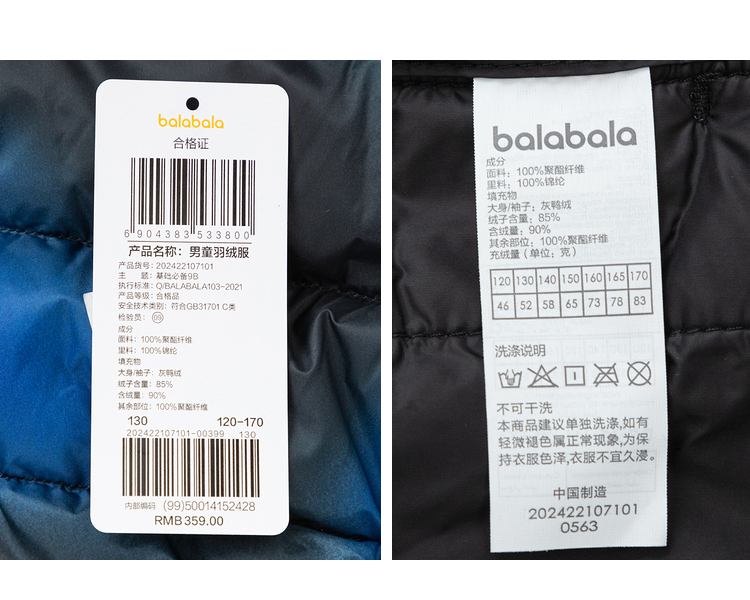 balabala
合格证
6 904383 533800
产品名称：男童羽绒服
产品货号：202422107101
主　题：基础必备9B
执行标准：Q/BALABALA103-2021
产品等级：合格品
安全技术类别：符合GB31701 C类
检验员：09
成分
面料：100%聚酯纤维
里料：100%锦纶
填充物
大身/袖子：灰鸭绒
绒子含量：85%
含绒量：90%
其余部位：100%聚酯纤维
130 120-170
202422107101-00399 130
内部编码 (99)50014152428
RMB359.00
balabala
成分
面料：100%聚酯纤维
里料：100%锦纶
填充物
大身/袖子：灰鸭绒
绒子含量：85%
含绒量：90%
其余部位：100%聚酯纤维
充绒量（单位：克）
120 130 140 150 160 165 170
46 52 58 65 73 78 83
洗涤说明
不可干洗
本商品建议单独洗涤,如有
轻微褪色属正常现象,为保
持衣服色泽,衣服不宜久浸。
中国制造
202422107101
0563